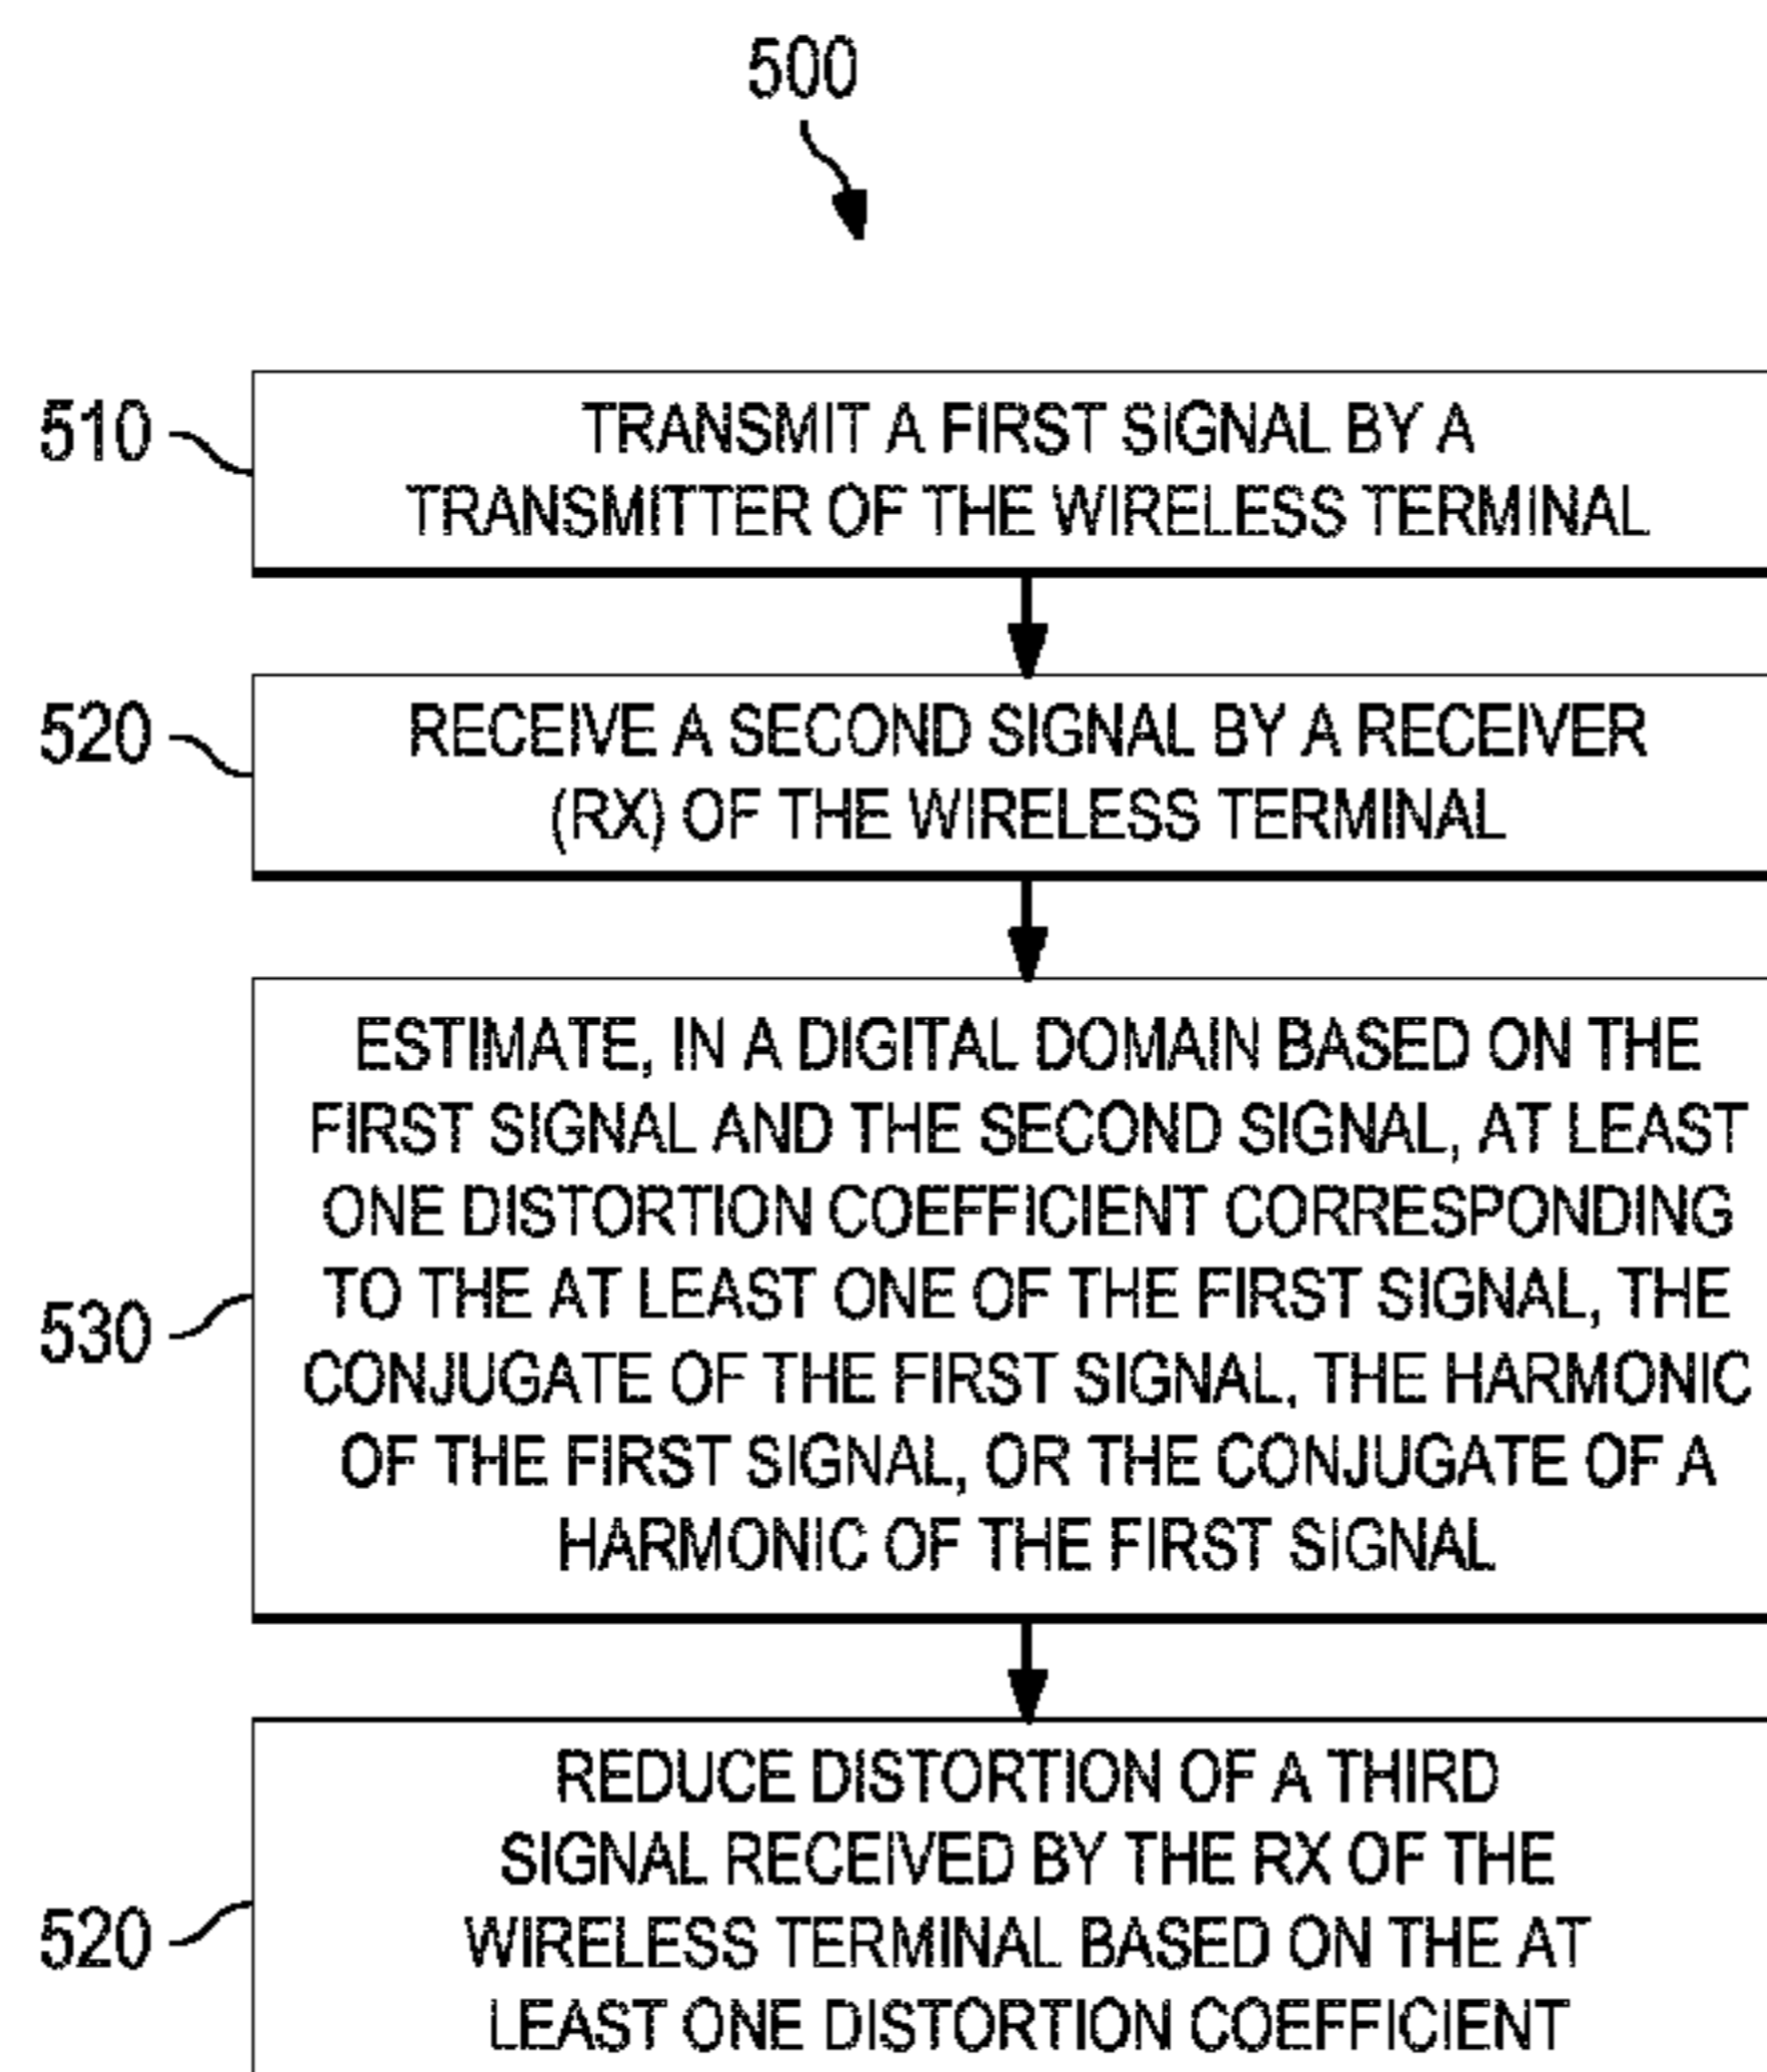 500
510
TRANSMIT A FIRST SIGNAL BY A
TRANSMITTER OF THE WIRELESS TERMINAL
520
RECEIVE A SECOND SIGNAL BY A RECEIVER
(RX) OF THE WIRELESS TERMINAL
530
ESTIMATE, IN A DIGITAL DOMAIN BASED ON THE
FIRST SIGNAL AND THE SECOND SIGNAL, AT LEAST
ONE DISTORTION COEFFICIENT CORRESPONDING
TO THE AT LEAST ONE OF THE FIRST SIGNAL, THE
CONJUGATE OF THE FIRST SIGNAL, THE HARMONIC
OF THE FIRST SIGNAL, OR THE CONJUGATE OF A
HARMONIC OF THE FIRST SIGNAL
520
REDUCE DISTORTION OF A THIRD
SIGNAL RECEIVED BY THE RX OF THE
WIRELESS TERMINAL BASED ON THE AT
LEAST ONE DISTORTION COEFFICIENT